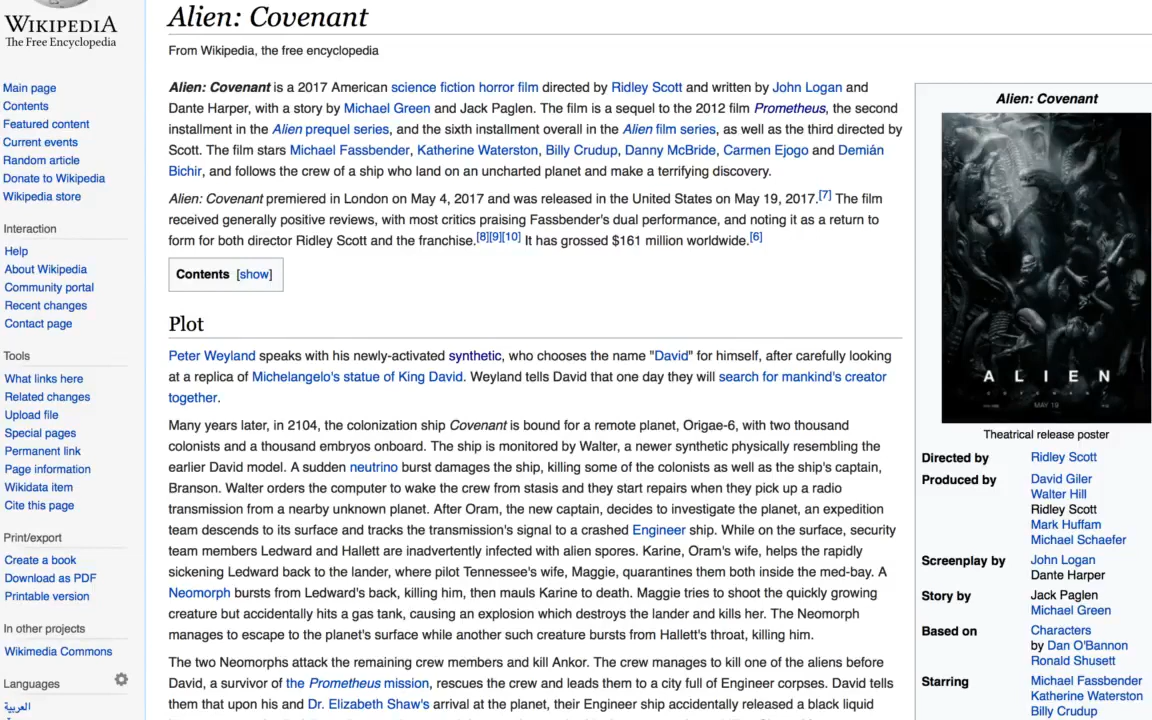 WIKIPEDIA
The Free Encyclopedia
Main page
Contents
Featured content
Current events
Random article
Donate to Wikipedia
Wikipedia store
Interaction
Help
About Wikipedia
Community portal
Recent changes
Contact page
Tools
What links here
Related changes
Upload file
Special pages
Permanent link
Page information
Wikidata item
Cite this page
Print/export
Create a book
Download as PDF
Printable version
In other projects
Wikimedia Commons
Languages
العربية
Alien: Covenant
From Wikipedia, the free encyclopedia
Alien: Covenant is a 2017 American science fiction horror film directed by Ridley Scott and written by John Logan and
Dante Harper, with a story by Michael Green and Jack Paglen. The film is a sequel to the 2012 film Prometheus, the second
installment in the Alien prequel series, and the sixth installment overall in the Alien film series, as well as the third directed by
Scott. The film stars Michael Fassbender, Katherine Waterston, Billy Crudup, Danny McBride, Carmen Ejogo and Demián
Bichir, and follows the crew of a ship who land on an uncharted planet and make a terrifying discovery.
Alien: Covenant premiered in London on May 4, 2017 and was released in the United States on May 19, 2017.[7] The film
received generally positive reviews, with most critics praising Fassbender's dual performance, and noting it as a return to
form for both director Ridley Scott and the franchise.[8][9][10] It has grossed $161 million worldwide.[6]
Contents [show]
Plot
Peter Weyland speaks with his newly-activated synthetic, who chooses the name "David" for himself, after carefully looking
at a replica of Michelangelo's statue of King David. Weyland tells David that one day they will search for mankind's creator
together.
Many years later, in 2104, the colonization ship Covenant is bound for a remote planet, Origae-6, with two thousand
colonists and a thousand embryos onboard. The ship is monitored by Walter, a newer synthetic physically resembling the
earlier David model. A sudden neutrino burst damages the ship, killing some of the colonists as well as the ship's captain,
Branson. Walter orders the computer to wake the crew from stasis and they start repairs when they pick up a radio
transmission from a nearby unknown planet. After Oram, the new captain, decides to investigate the planet, an expedition
team descends to its surface and tracks the transmission's signal to a crashed Engineer ship. While on the surface, security
team members Ledward and Hallett are inadvertently infected with alien spores. Karine, Oram's wife, helps the rapidly
sickening Ledward back to the lander, where pilot Tennessee's wife, Maggie, quarantines them both inside the med-bay. A
Neomorph bursts from Ledward's back, killing him, then mauls Karine to death. Maggie tries to shoot the quickly growing
creature but accidentally hits a gas tank, causing an explosion which destroys the lander and kills her. The Neomorph
manages to escape to the planet's surface while another such creature bursts from Hallett's throat, killing him.
The two Neomorphs attack the remaining crew members and kill Ankor. The crew manages to kill one of the aliens before
David, a survivor of the Prometheus mission, rescues the crew and leads them to a city full of Engineer corpses. David tells
them that upon his and Dr. Elizabeth Shaw's arrival at the planet, their Engineer ship accidentally released a black liquid
Alien: Covenant
ALIEN
COVENANT
MAY 19
Theatrical release poster
Directed by Ridley Scott
Produced by David Giler
Walter Hill
Ridley Scott
Mark Huffam
Michael Schaefer
Screenplay by John Logan
Dante Harper
Story by Jack Paglen
Michael Green
Based on Characters
by Dan O'Bannon
Ronald Shusett
Starring Michael Fassbender
Katherine Waterston
Billy Crudup